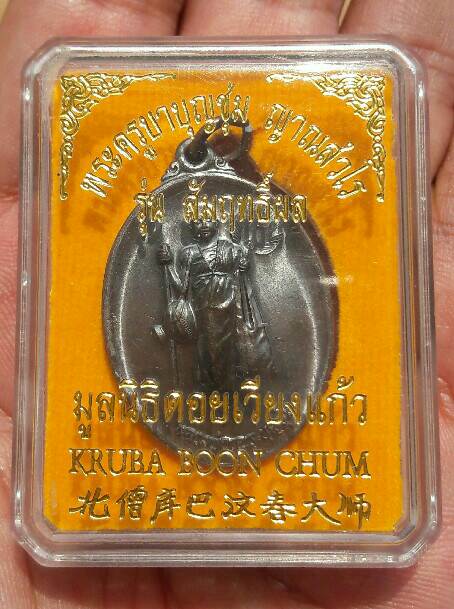 พระครูบาบุญชุ่ม ญาณสํวโร
รุ่น สัมฤทธิ์ผล
มูลนิธิดอยเวียงแก้ว
KRUBA BOON CHUM
北僧库巴汶春大师